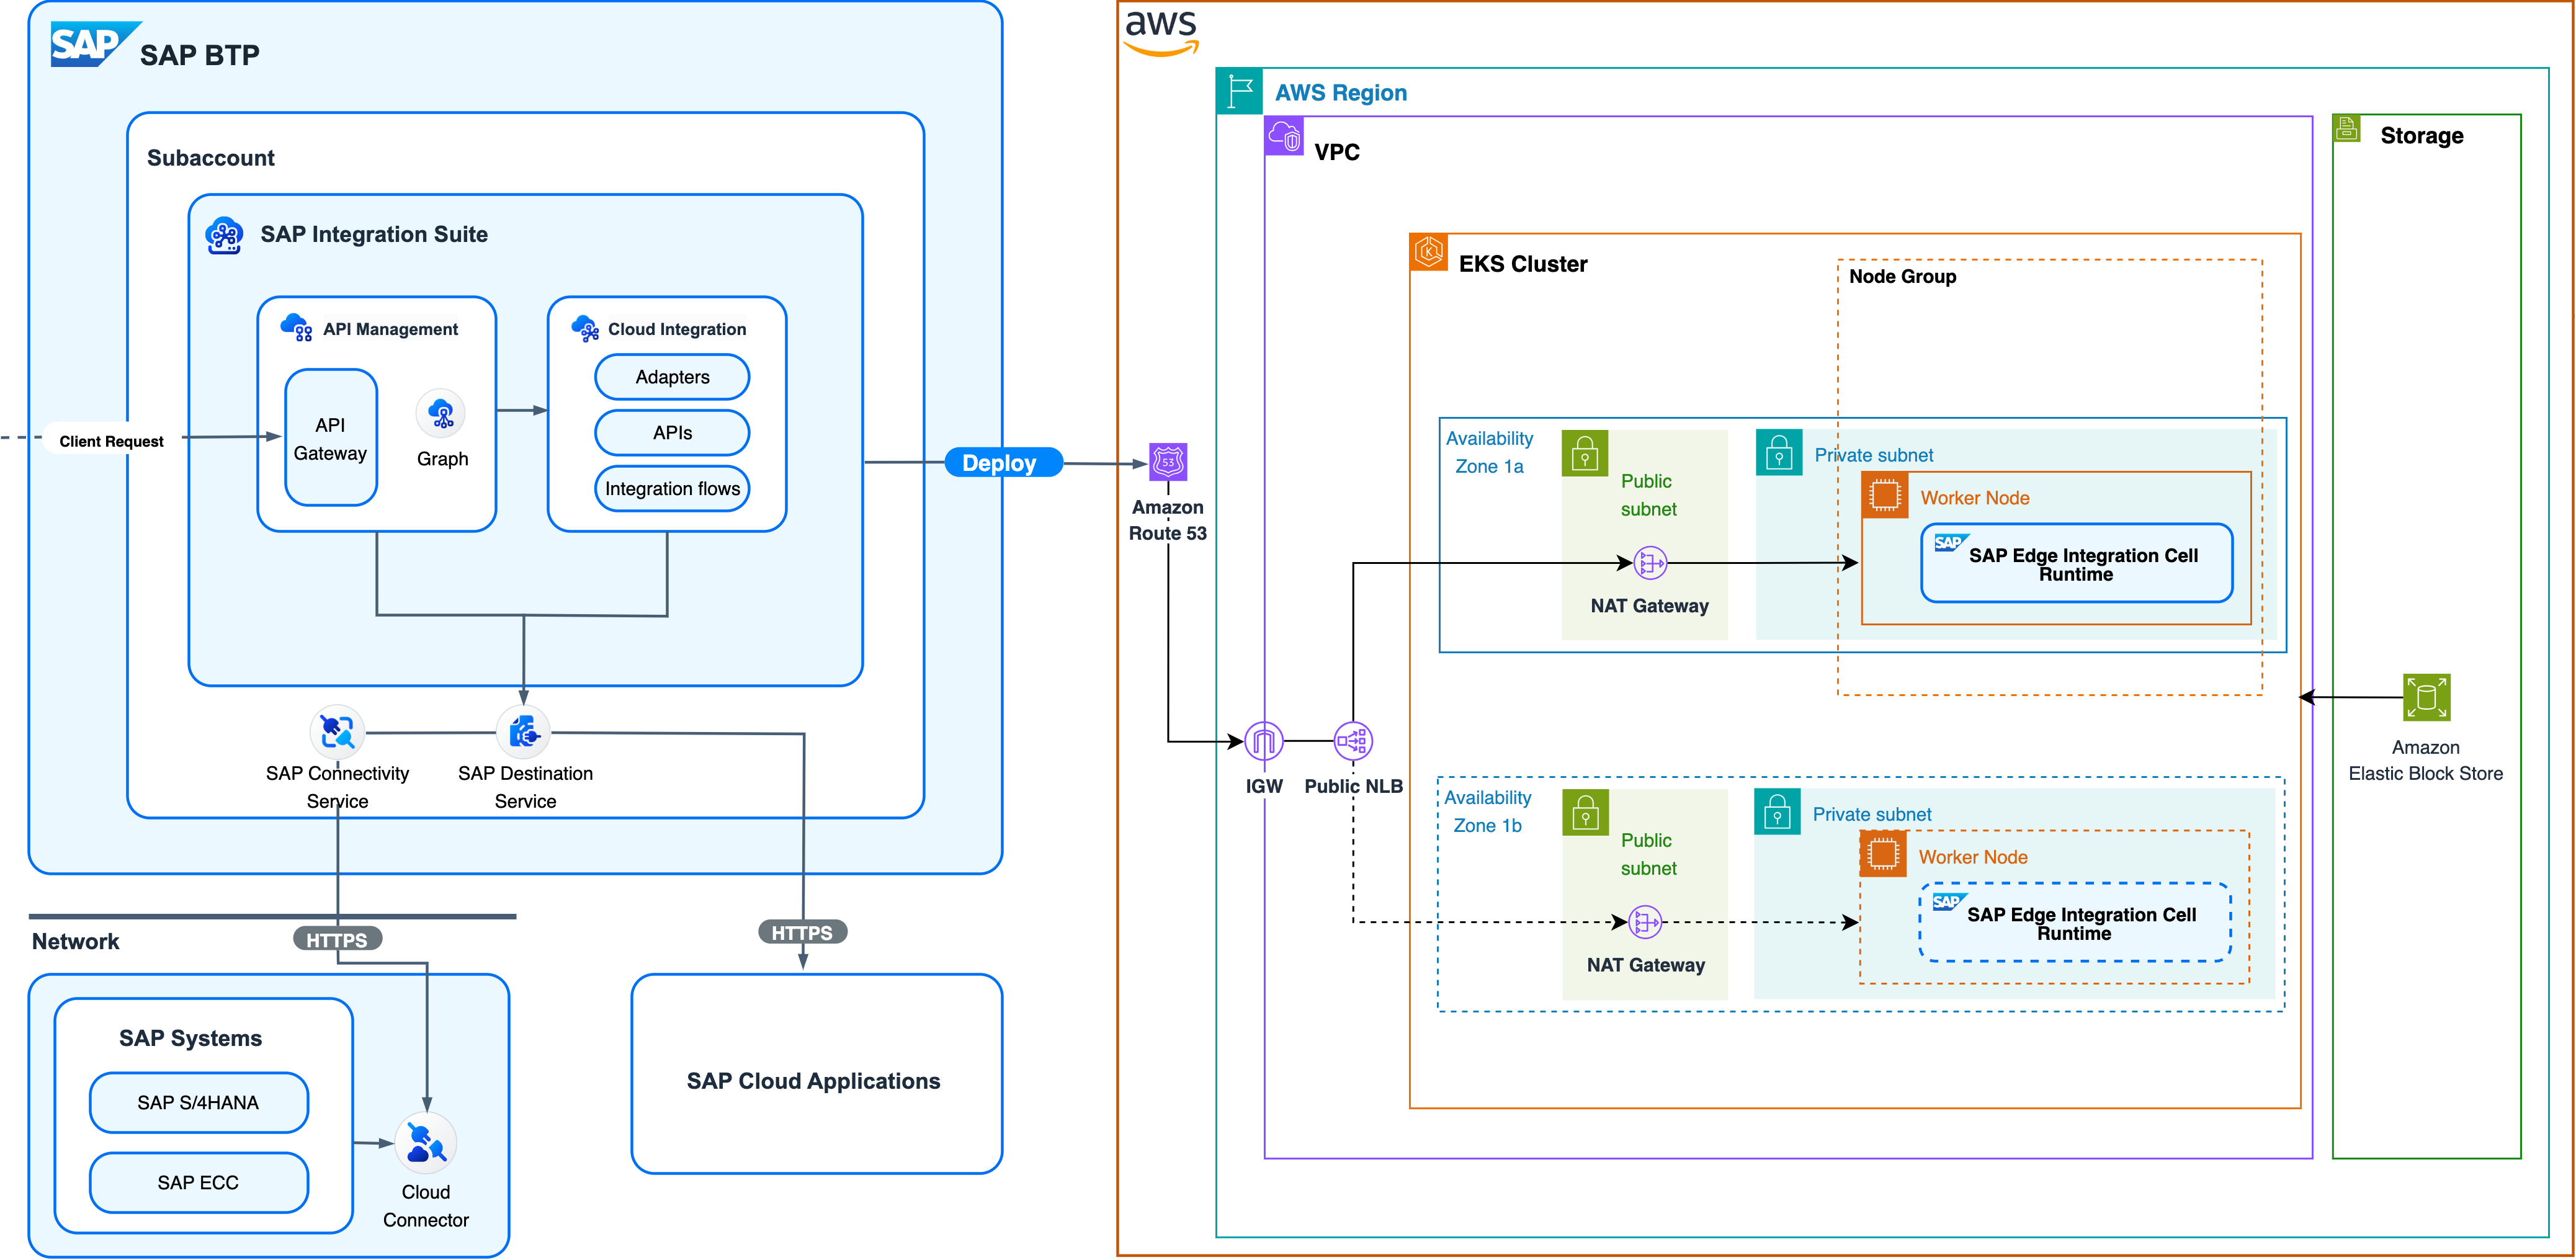 SAP
SAP BTP
Subaccount
SAP Integration Suite
API Management
API
Gateway
Graph
Cloud Integration
Adapters
APIs
Integration flows
Client Request
Deploy
SAP Connectivity
Service
SAP Destination
Service
Network
HTTPS
HTTPS
SAP Systems
SAP S/4HANA
SAP ECC
Cloud
Connector
SAP Cloud Applications
aws
AWS Region
VPC
Storage
EKS Cluster
Node Group
53
Amazon
Route 53
Availability
Zone 1a
Public
subnet
NAT Gateway
Private subnet
Worker Node
SAP
SAP Edge Integration Cell
Runtime
IGW
Public NLB
Amazon
Elastic Block Store
Availability
Zone 1b
Public
subnet
NAT Gateway
Private subnet
Worker Node
SAP
SAP Edge Integration Cell
Runtime